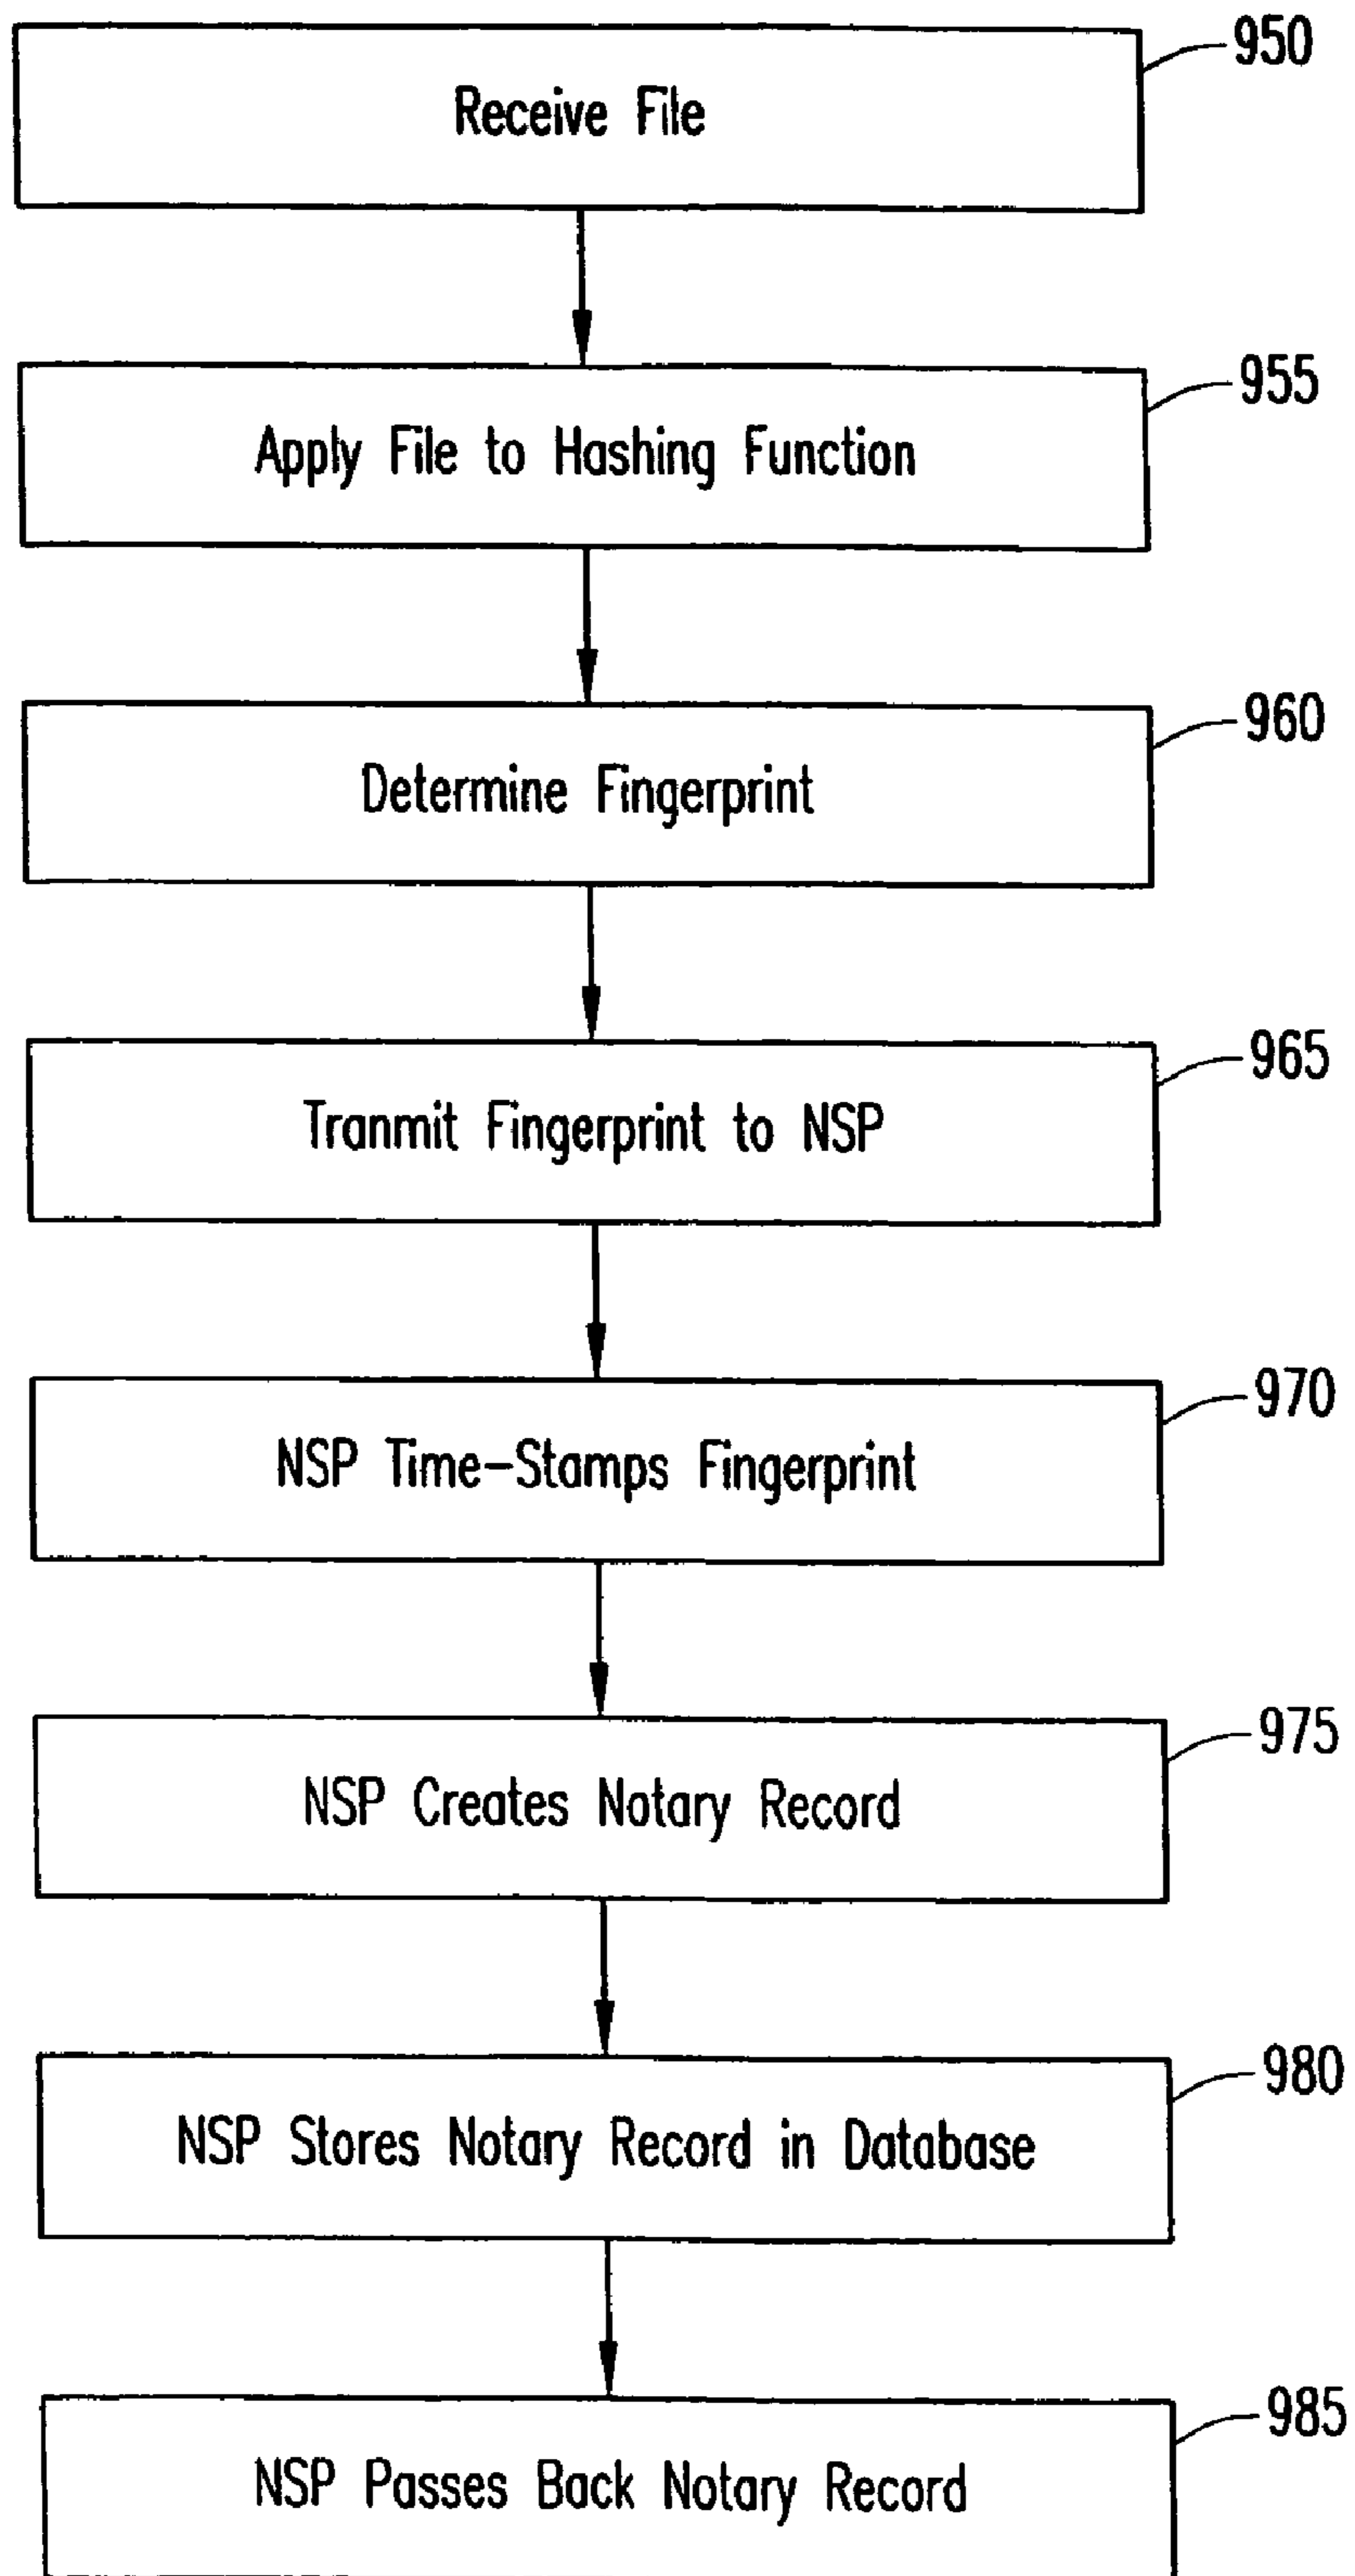 950
Receive File
955
Apply File to Hashing Function
960
Determine Fingerprint
965
Tranmit Fingerprint to NSP
970
NSP Time-Stamps Fingerprint
975
NSP Creates Notary Record
980
NSP Stores Notary Record in Database
985
NSP Passes Back Notary Record